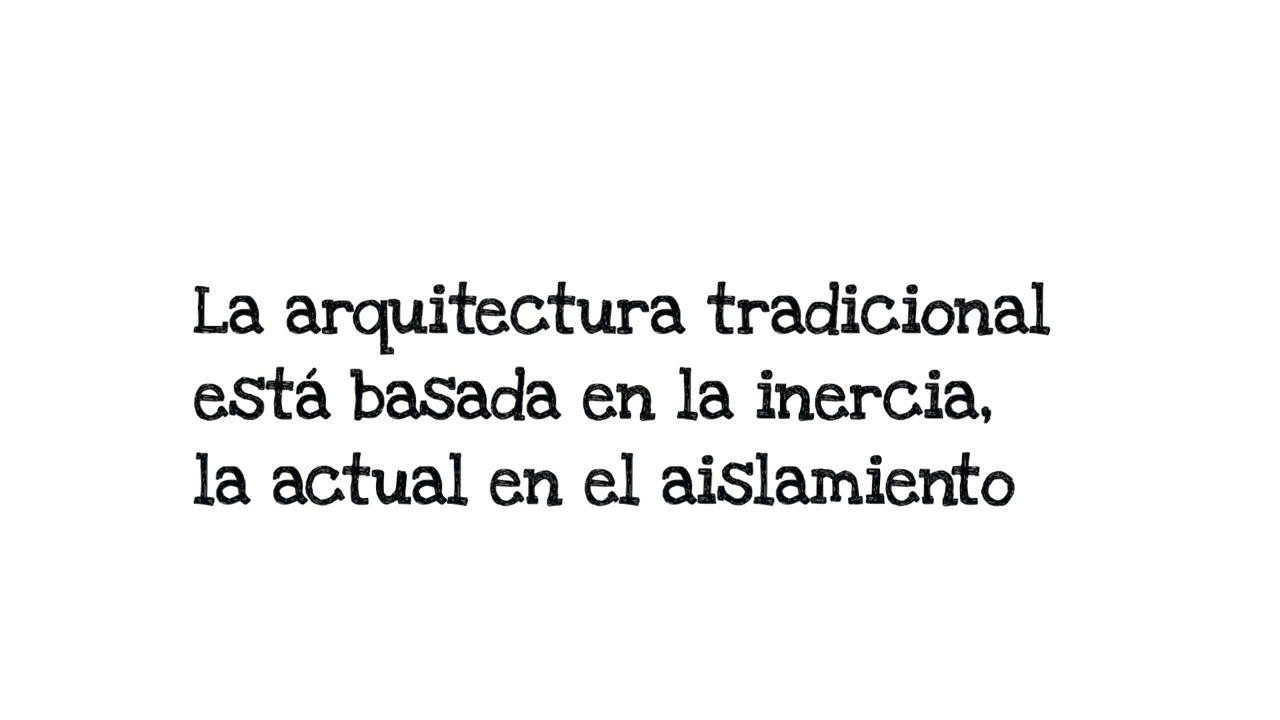 La arquitectura tradicional
está basada en la inercia,
la actual en el aislamiento